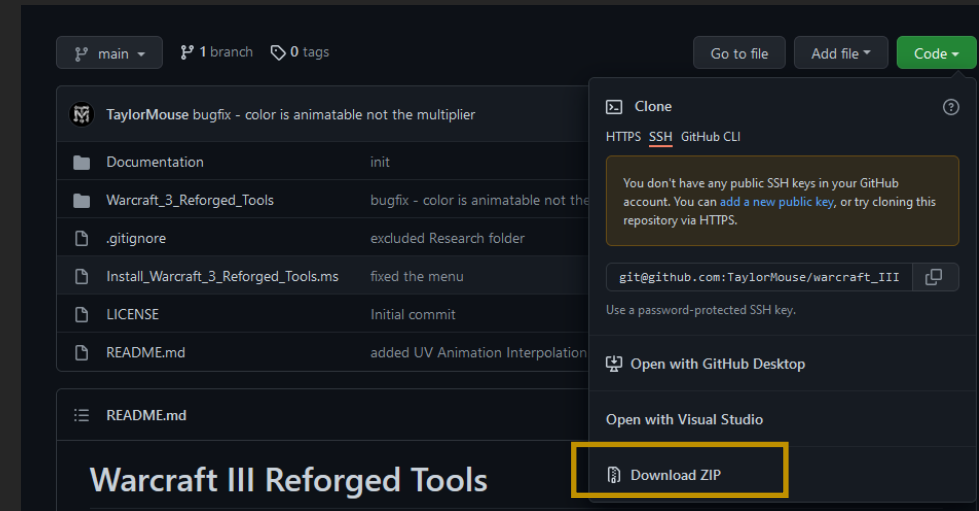 main 1 branch 0 tags Go to file Add file Code
TaylorMouse bugfix - color is animatable not the multiplier
Documentation init
Warcraft_3_Reforged_Tools bugfix - color is animatable not the
.gitignore excluded Research folder
Install_Warcraft_3_Reforged_Tools.ms fixed the menu
LICENSE Initial commit
README.md added UV Animation Interpolation
README.md
Warcraft III Reforged Tools
Clone
HTTPS SSH GitHub CLI
You don't have any public SSH keys in your GitHub
account. You can add a new public key, or try cloning this
repository via HTTPS.
git@github.com:TaylorMouse/warcraft_III
Use a password-protected SSH key.
Open with GitHub Desktop
Open with Visual Studio
Download ZIP